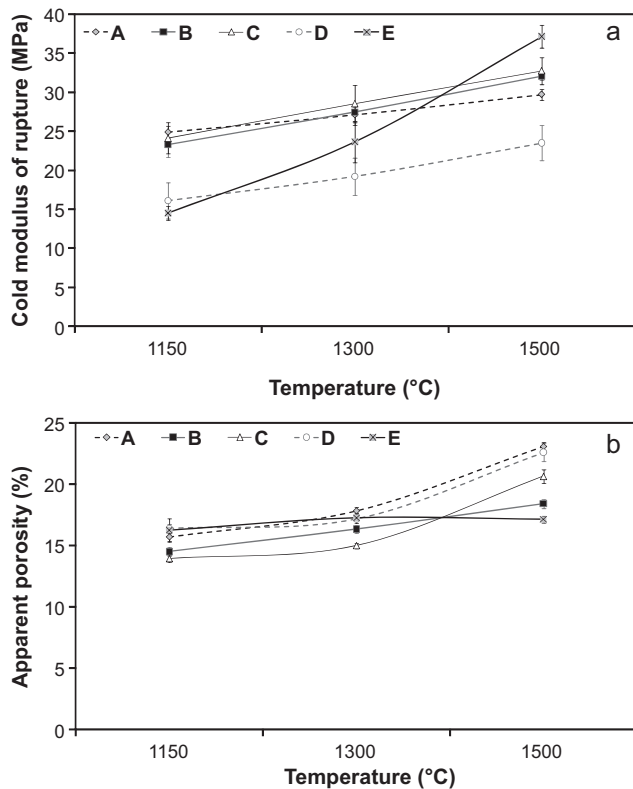 Cold modulus of rupture (MPa)
40
35
30
25
20
15
10
5
0
A B C D E
a
1150 1300 1500
Temperature (°C)
Apparent porosity (%)
25
20
15
10
5
0
A B C D E
b
1150 1300 1500
Temperature (°C)